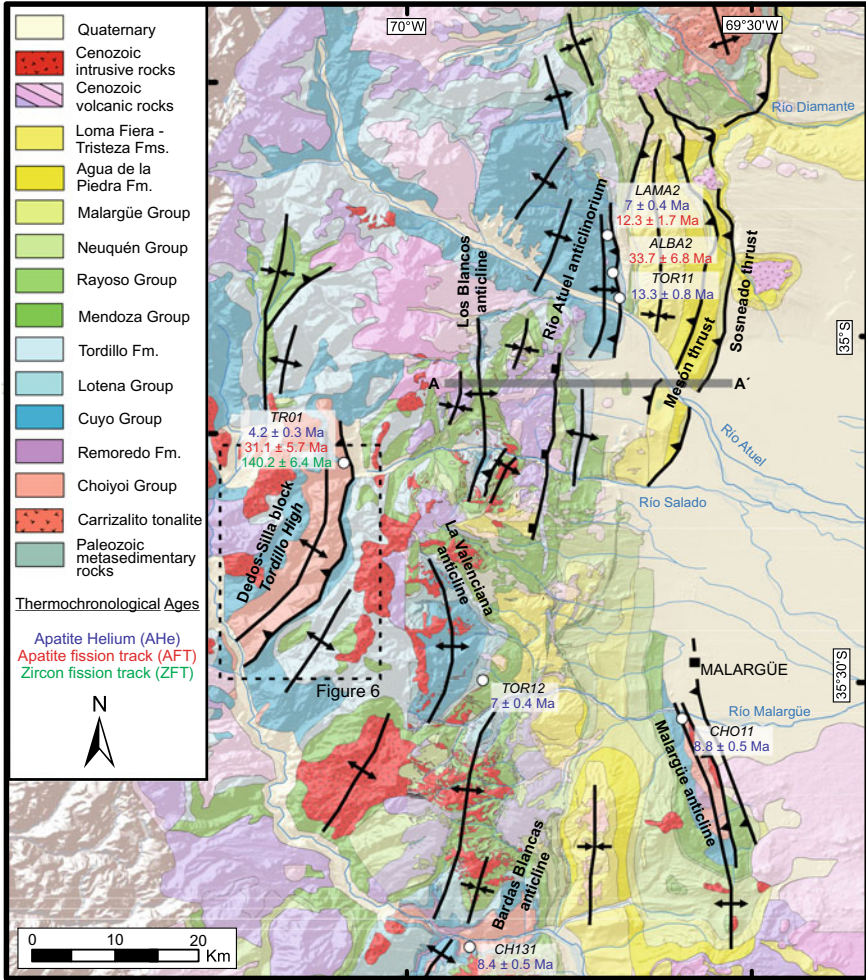 Quaternary
Cenozoic
intrusive rocks
Cenozoic
volcanic rocks
Loma Fiera -
Tristeza Fms.
Agua de la
Piedra Fm.
Malargüe Group
Neuquén Group
Rayoso Group
Mendoza Group
Tordillo Fm.
Lotena Group
Cuyo Group
Remoredo Fm.
Choiyoi Group
Carrizalito tonalite
Paleozoic
metasedimentary
rocks
Thermochronological Ages
Apatite Helium (AHe)
Apatite fission track (AFT)
Zircon fission track (ZFT)
N
0 10 20
Km
70° W
69°30' W
Río Diamante
LAMA2
7 ± 0.4 Ma
12.3 ± 1.7 Ma
ALBA2
33.7 ± 6.8 Ma
TOR11
13.3 ± 0.8 Ma
Los Blancos
anticline
Río Atuel anticlinorium
Mesón thrust
Sosneado thrust
35°S
A
A´
TR01
4.2 ± 0.3 Ma
31.1 ± 5.7 Ma
140.2 ± 6.4 Ma
Río Atuel
Río Salado
Dedos-Silla block
Tordillo High
La Valenciana
anticline
Figure 6
MALARGÜE
35°30' S
TOR12
7 ± 0.4 Ma
Río Malargüe
CHO11
8.8 ± 0.5 Ma
Malargüe anticline
Bardas Blancas
anticline
CH131
8.4 ± 0.5 Ma